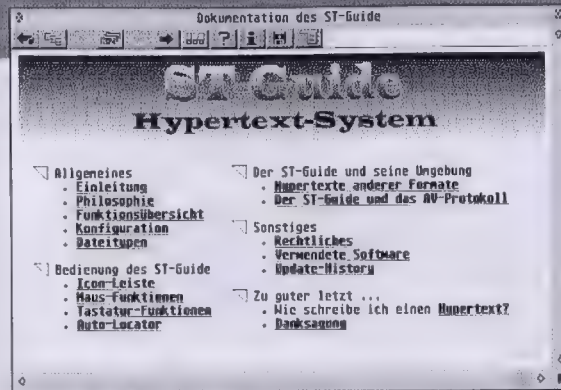 Dokumentation des ST-Guide
ST Guide
Hypertext-System
Allgemeines
Einleitung
Philosophie
Funktionsübersicht
Konfiguration
Dateitypen
Bedienung des ST-Guide
Icon-Leiste
Maus-Funktionen
Tastatur-Funktionen
Auto-Locator
Der ST-Guide und seine Umgebung
Hypertexte anderer Formate
Der ST-Guide und das AV-Protokoll
Sonstiges
Rechtliches
Verwendete Software
Update-History
Zu guter letzt ...
Wie schreibe ich einen Hypertext?
Danksagung